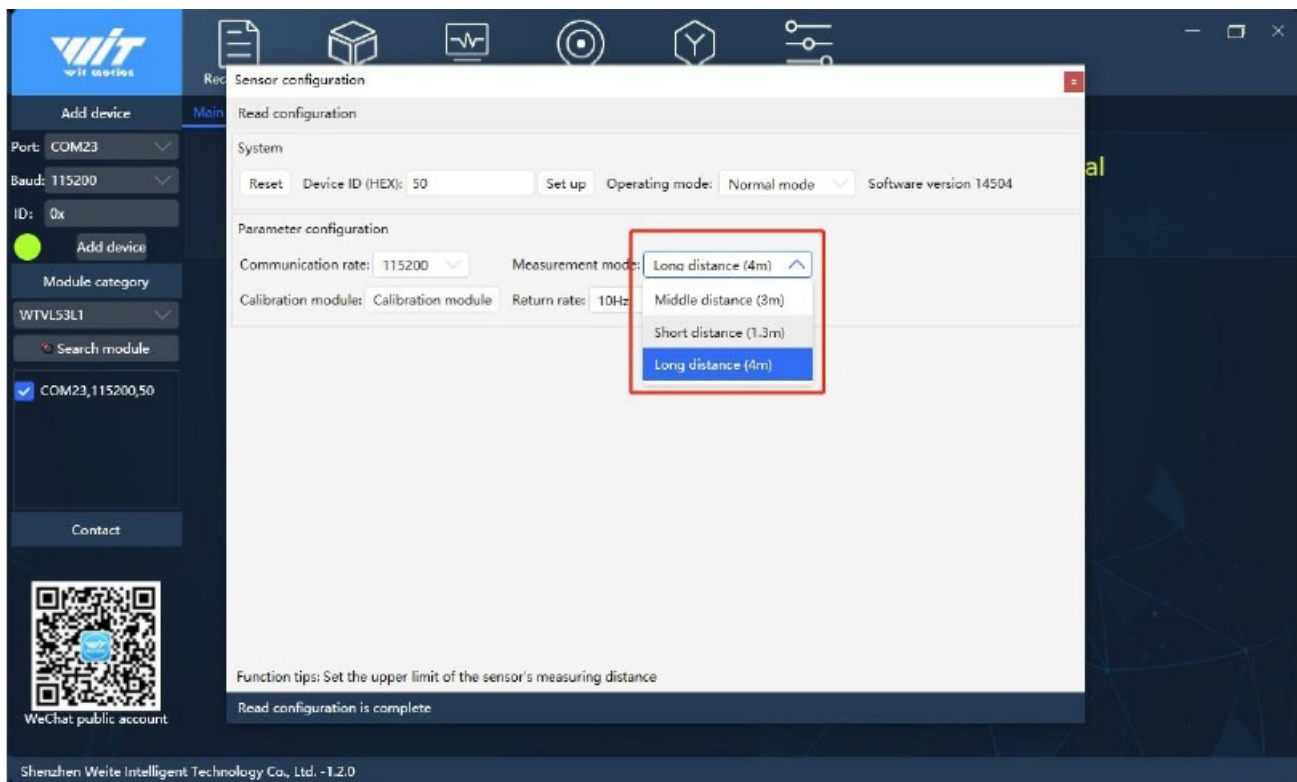 WIT
wit motion
Rec
Sensor configuration
Add device
Main
Read configuration
Port: COM23
System
Baud: 115200
Reset Device ID (HEX): 50 Set up Operating mode: Normal mode Software version 14504
al
ID: 0x
Parameter configuration
Add device
Communication rate: 115200 Measurement mode: Long distance (4m)
Module category
Calibration module: Calibration module Return rate: 10Hz
Middle distance (3m)
WTVL53L1
Short distance (1.3m)
Search module
Long distance (4m)
COM23,115200,50
Contact
Function tips: Set the upper limit of the sensor's measuring distance
WeChat public account
Read configuration is complete
Shenzhen Weite Intelligent Technology Co., Ltd. -1.2.0